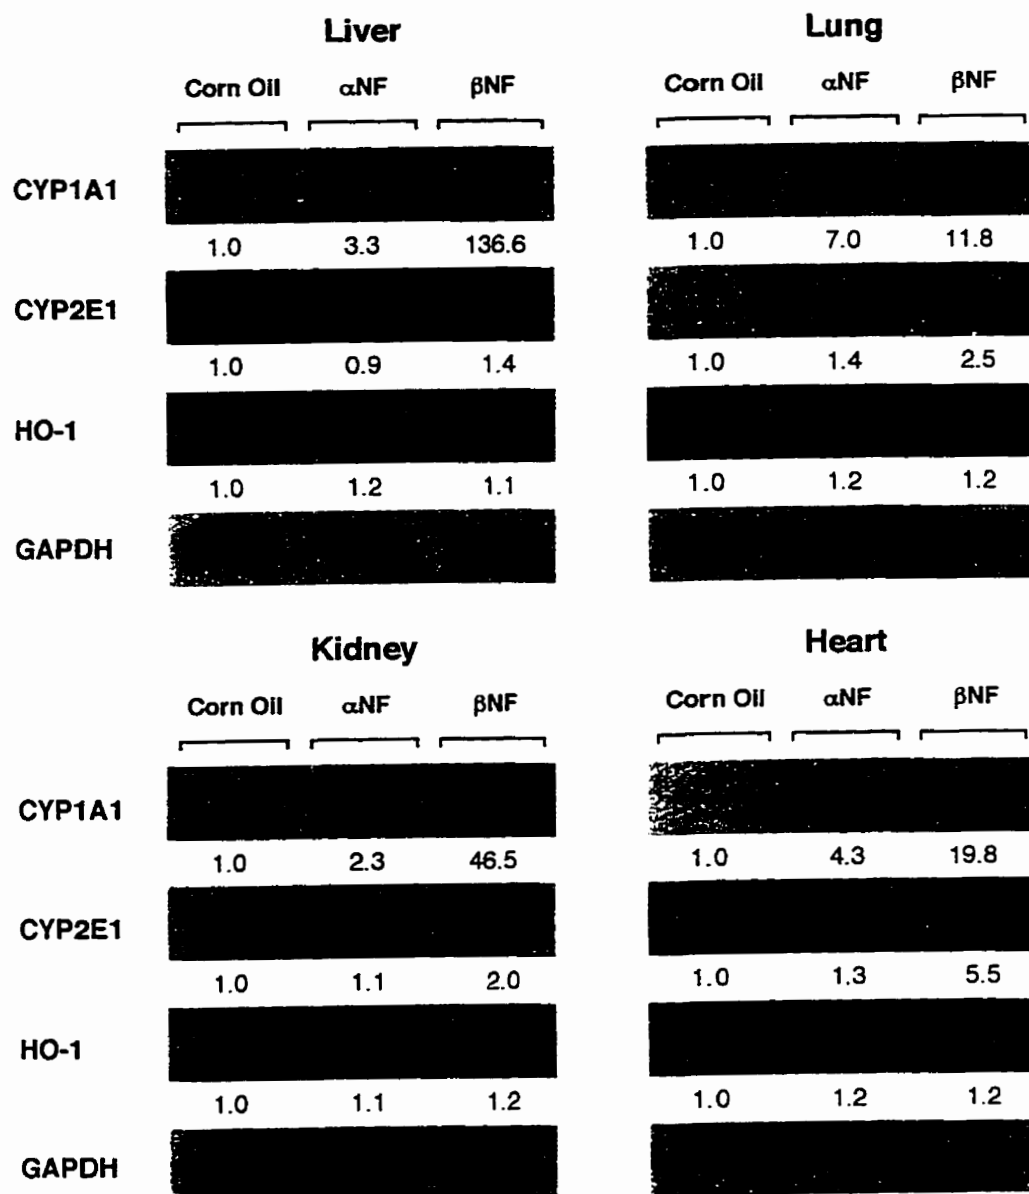 Liver
Corn Oil αNF βNF
CYP1A1
1.0 3.3 136.6
CYP2E1
1.0 0.9 1.4
HO-1
1.0 1.2 1.1
GAPDH
Lung
Corn Oil αNF βNF
1.0 7.0 11.8
1.0 1.4 2.5
1.0 1.2 1.2
Kidney
Corn Oil αNF βNF
CYP1A1
1.0 2.3 46.5
CYP2E1
1.0 1.1 2.0
HO-1
1.0 1.1 1.2
GAPDH
Heart
Corn Oil αNF βNF
1.0 4.3 19.8
1.0 1.3 5.5
1.0 1.2 1.2